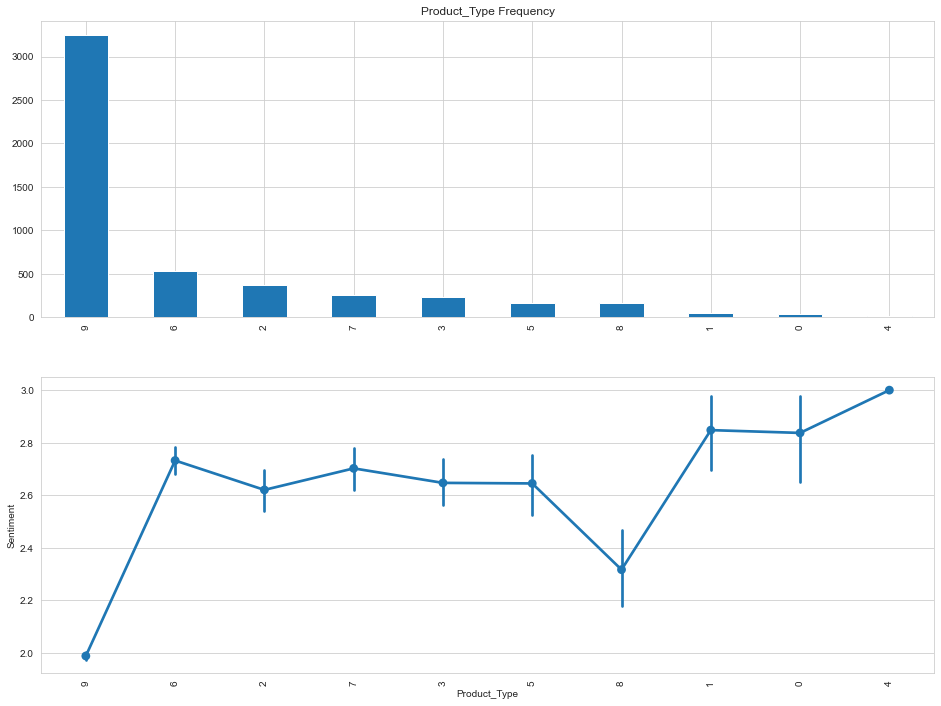 Product_Type Frequency
3000
2500
2000
1500
1000
500
0
9 6 2 7 3 5 8 1 0 4
3.0
2.8
2.6
2.4
2.2
2.0
Sentiment
9 6 2 7 3 5 8 1 0 4
Product_Type